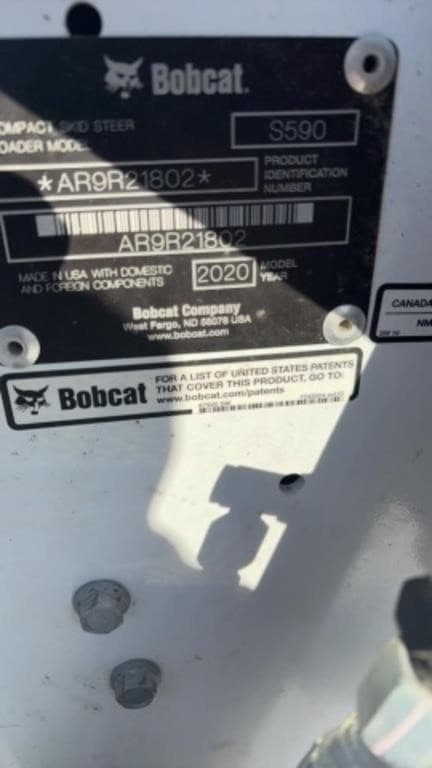 Bobcat.
OMPACT SKID STEER
OADER MODEL
S590
*AR9R21802*
PRODUCT
IDENTIFICATION
NUMBER
AR9R21802
MADE IN USA WITH DOMESTIC
AND FOREIGN COMPONENTS
2020
MODEL
YEAR
Bobcat Company
West Fargo, ND 58078 USA
www.bobcat.com
CANADA
NM
Bobcat
FOR A LIST OF UNITED STATES PATENTS
THAT COVER THIS PRODUCT, GO TO:
www.bobcat.com/patents